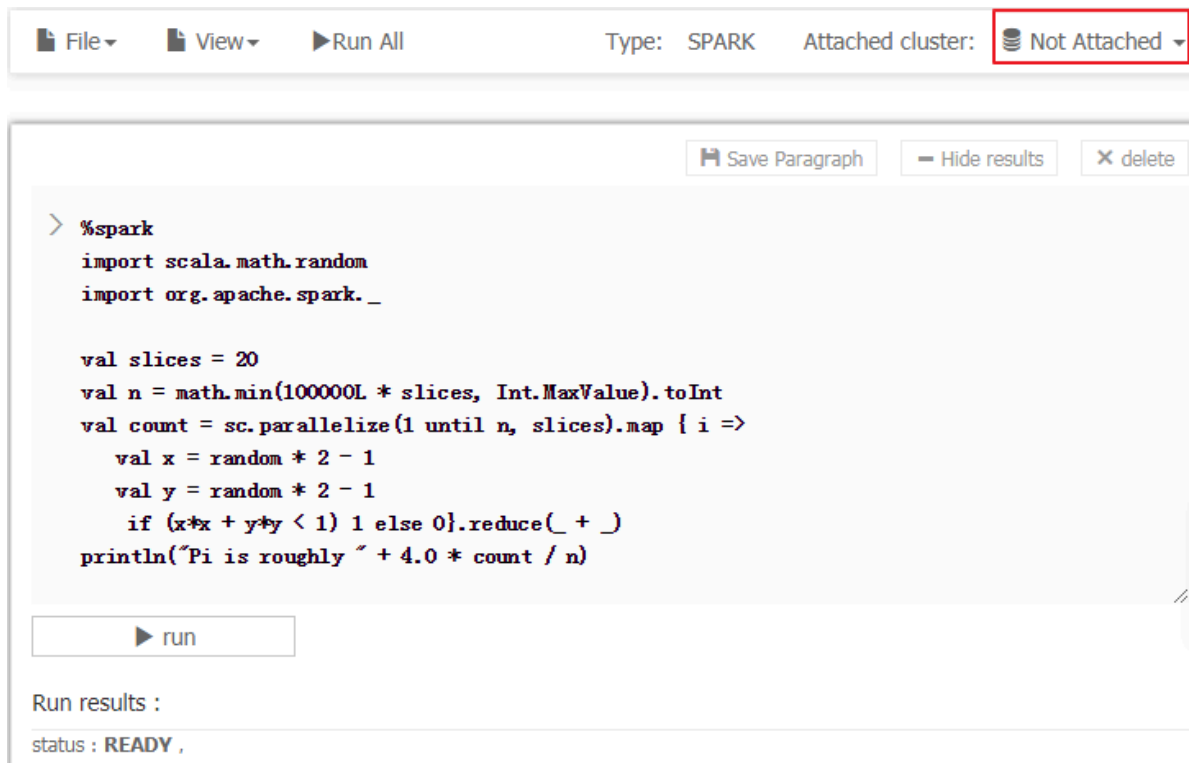 File View Run All Type: SPARK Attached cluster: Not Attached
Save Paragraph Hide results delete
%spark
import scala.math.random
import org.apache.spark._
val slices = 20
val n = math.min(100000L * slices, Int.MaxValue).toInt
val count = sc.parallelize(1 until n, slices).map { i =>
val x = random * 2 - 1
val y = random * 2 - 1
if (x*x + y*y < 1) 1 else 0}.reduce(_ + _)
println("Pi is roughly " + 4.0 * count / n)
run
Run results :
status : READY ,